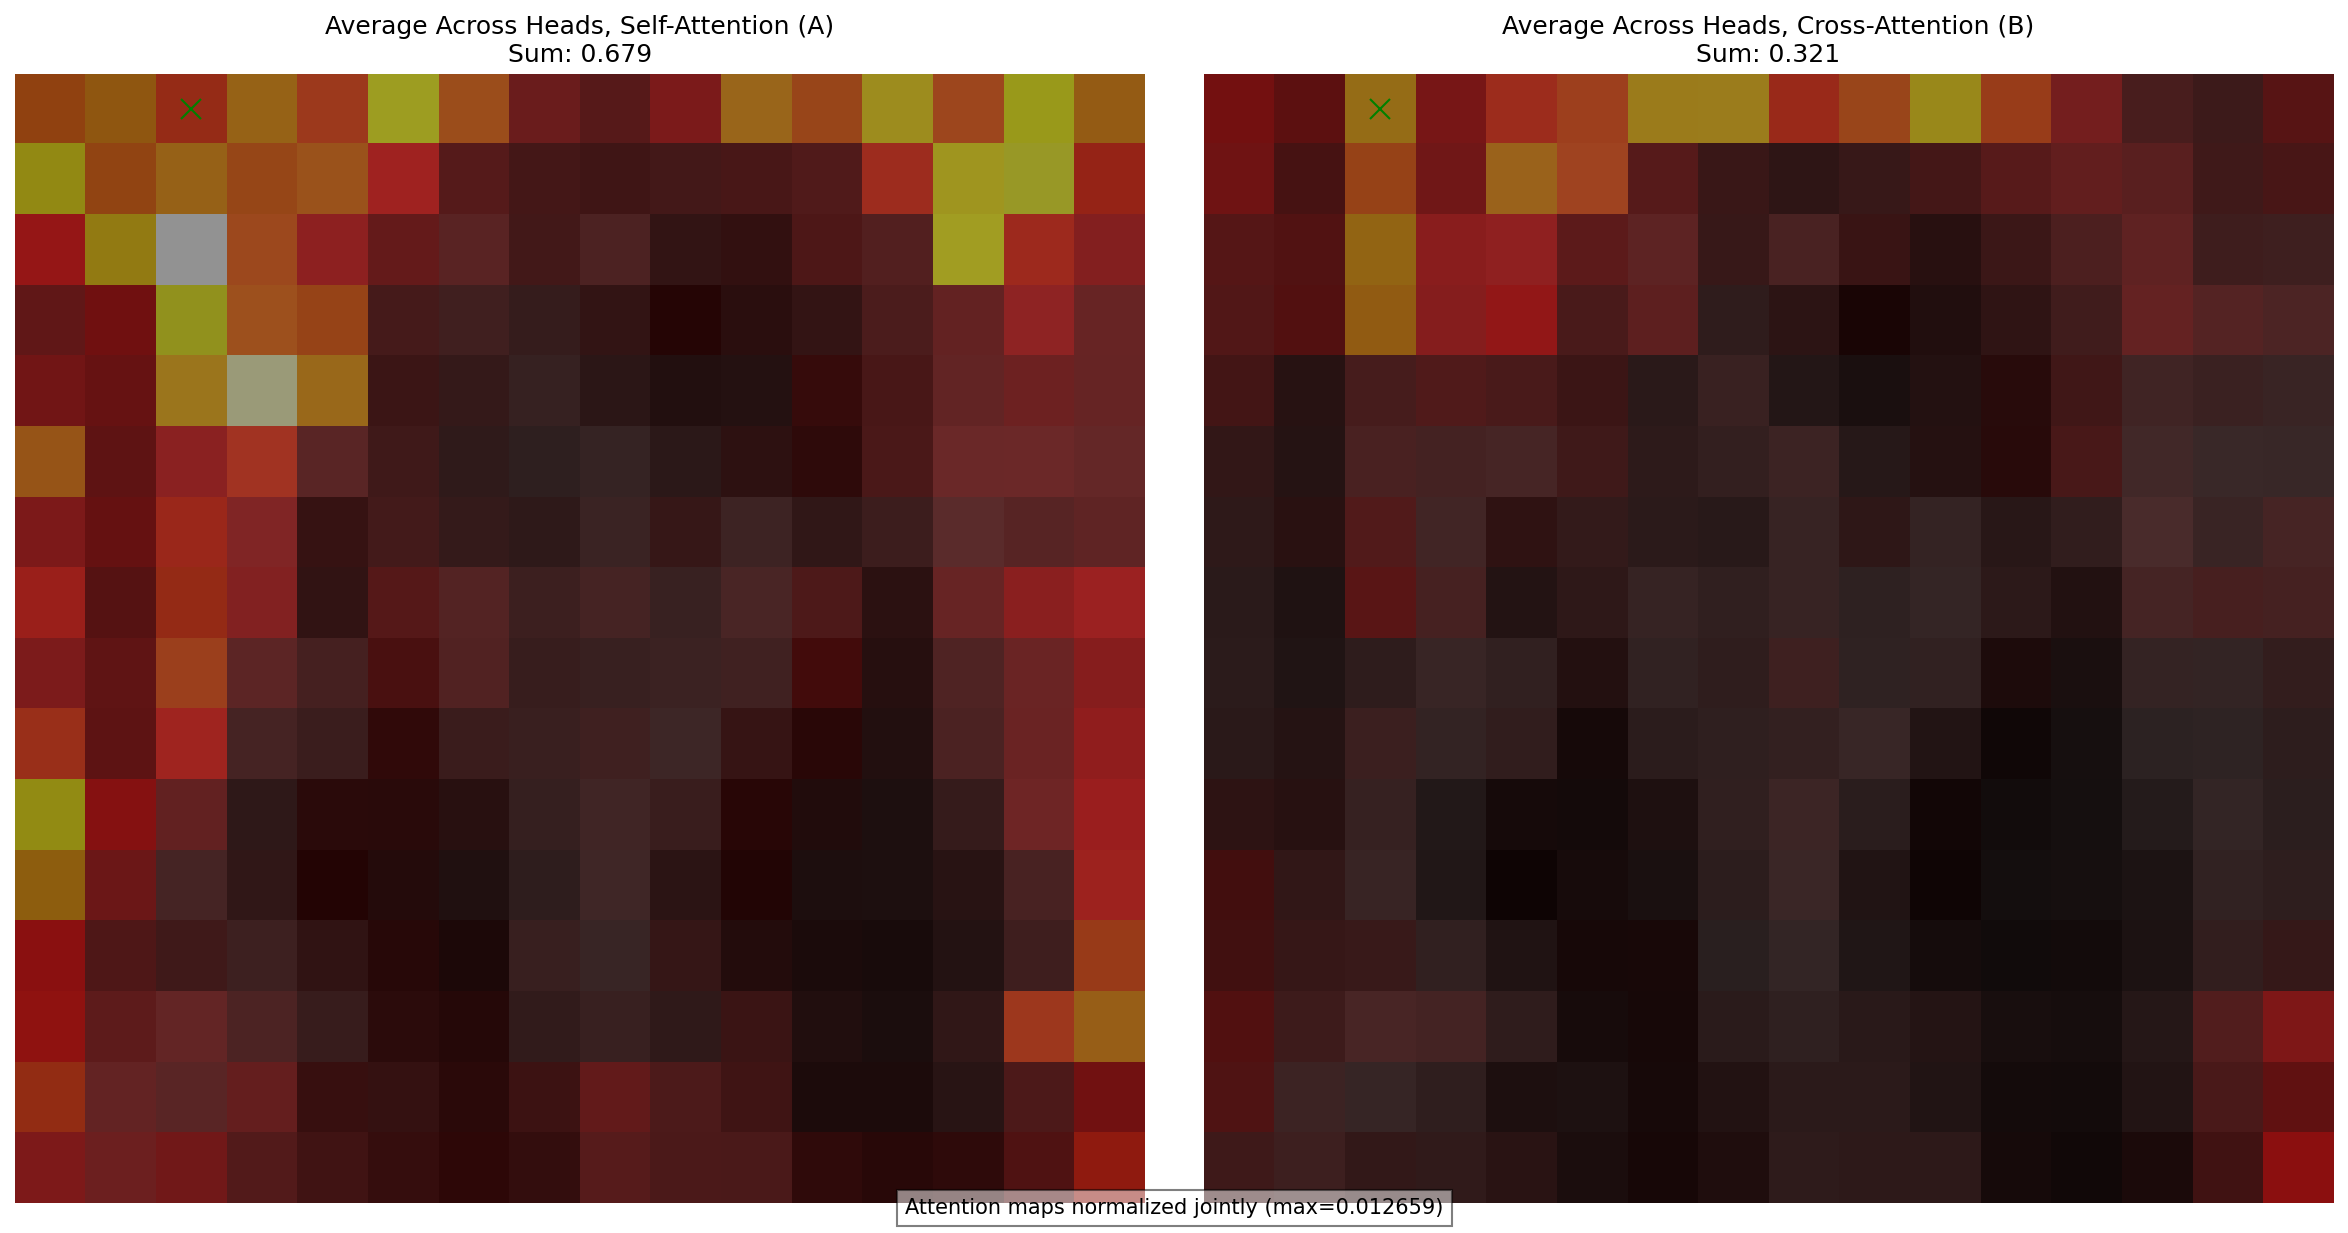 Average Across Heads, Self-Attention (A)
Sum: 0.679
Average Across Heads, Cross-Attention (B)
Sum: 0.321
Attention maps normalized jointly (max=0.012659)